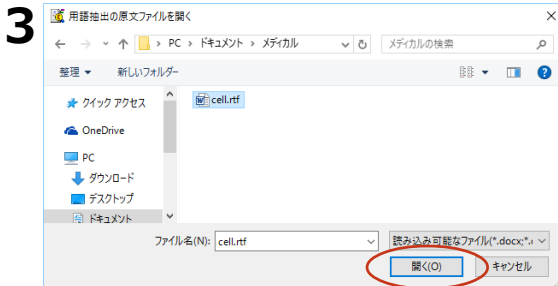 3
用語抽出の原文ファイルを開く
PC › ドキュメント › メディカル
メディカルの検索
整理
新しいフォルダー
クイック アクセス
cell.rtf
OneDrive
PC
ダウンロード
デスクトップ
ドキュメント
ファイル名(N): cell.rtf
読み込み可能なファイル(*.docx;*.
開く(O)
キャンセル